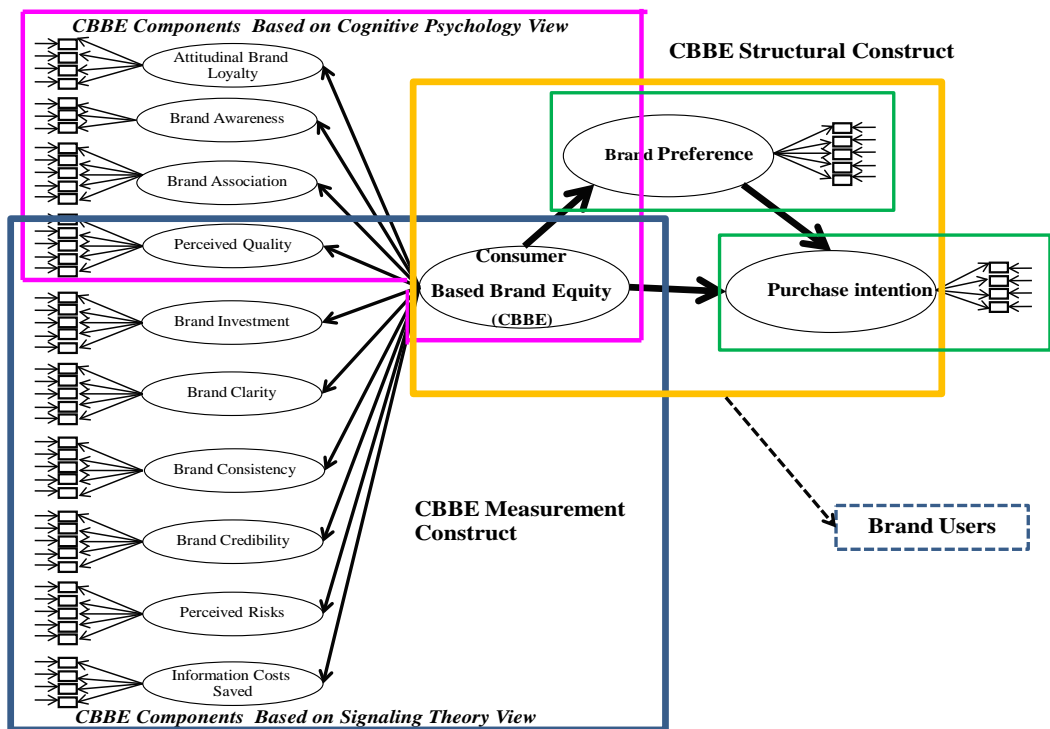 CBBE Components Based on Cognitive Psychology View
Attitudinal Brand
Loyalty
Brand Awareness
Brand Association
Perceived Quality
Brand Investment
Brand Clarity
Brand Consistency
Brand Credibility
Perceived Risks
Information Costs
Saved
CBBE Components Based on Signaling Theory View
CBBE Structural Construct
Brand Preference
Consumer
Based Brand Equity
(CBBE)
Purchase intention
CBBE Measurement
Construct
Brand Users